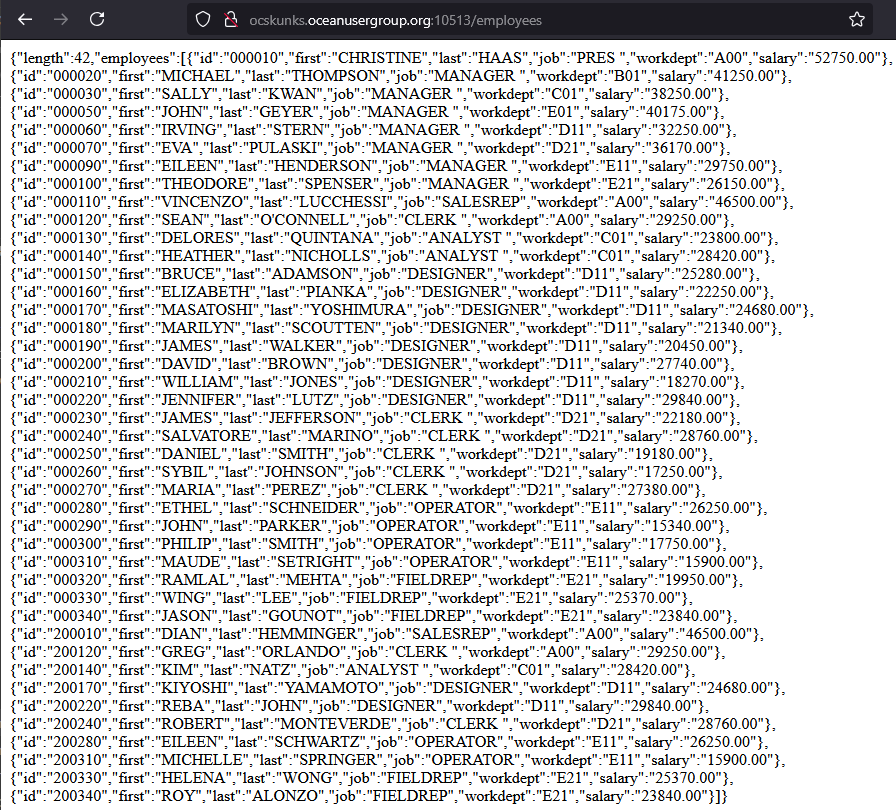 ocskunks.oceanusergroup.org:10513/employees
{"length":42,"employees":[{"id":"000010","first":"CHRISTINE","last":"HAAS","job":"PRES ","workdept":"A00","salary":"52750.00"},
{"id":"000020","first":"MICHAEL","last":"THOMPSON","job":"MANAGER ","workdept":"B01","salary":"41250.00"},
{"id":"000030","first":"SALLY","last":"KWAN","job":"MANAGER ","workdept":"C01","salary":"38250.00"},
{"id":"000050","first":"JOHN","last":"GEYER","job":"MANAGER ","workdept":"E01","salary":"40175.00"},
{"id":"000060","first":"IRVING","last":"STERN","job":"MANAGER ","workdept":"D11","salary":"32250.00"},
{"id":"000070","first":"EVA","last":"PULASKI","job":"MANAGER ","workdept":"D21","salary":"36170.00"},
{"id":"000090","first":"EILEEN","last":"HENDERSON","job":"MANAGER ","workdept":"E11","salary":"29750.00"},
{"id":"000100","first":"THEODORE","last":"SPENSER","job":"MANAGER ","workdept":"E21","salary":"26150.00"},
{"id":"000110","first":"VINCENZO","last":"LUCCHESSI","job":"SALESREP","workdept":"A00","salary":"46500.00"},
{"id":"000120","first":"SEAN","last":"O'CONNELL","job":"CLERK ","workdept":"A00","salary":"29250.00"},
{"id":"000130","first":"DELORES","last":"QUINTANA","job":"ANALYST ","workdept":"C01","salary":"23800.00"},
{"id":"000140","first":"HEATHER","last":"NICHOLLS","job":"ANALYST ","workdept":"C01","salary":"28420.00"},
{"id":"000150","first":"BRUCE","last":"ADAMSON","job":"DESIGNER","workdept":"D11","salary":"25280.00"},
{"id":"000160","first":"ELIZABETH","last":"PIANKA","job":"DESIGNER","workdept":"D11","salary":"22250.00"},
{"id":"000170","first":"MASATOSHI","last":"YOSHIMURA","job":"DESIGNER","workdept":"D11","salary":"24680.00"},
{"id":"000180","first":"MARILYN","last":"SCOUTTEN","job":"DESIGNER","workdept":"D11","salary":"21340.00"},
{"id":"000190","first":"JAMES","last":"WALKER","job":"DESIGNER","workdept":"D11","salary":"20450.00"},
{"id":"000200","first":"DAVID","last":"BROWN","job":"DESIGNER","workdept":"D11","salary":"27740.00"},
{"id":"000210","first":"WILLIAM","last":"JONES","job":"DESIGNER","workdept":"D11","salary":"18270.00"},
{"id":"000220","first":"JENNIFER","last":"LUTZ","job":"DESIGNER","workdept":"D11","salary":"29840.00"},
{"id":"000230","first":"JAMES","last":"JEFFERSON","job":"CLERK ","workdept":"D21","salary":"22180.00"},
{"id":"000240","first":"SALVATORE","last":"MARINO","job":"CLERK ","workdept":"D21","salary":"28760.00"},
{"id":"000250","first":"DANIEL","last":"SMITH","job":"CLERK ","workdept":"D21","salary":"19180.00"},
{"id":"000260","first":"SYBIL","last":"JOHNSON","job":"CLERK ","workdept":"D21","salary":"17250.00"},
{"id":"000270","first":"MARIA","last":"PEREZ","job":"CLERK ","workdept":"D21","salary":"27380.00"},
{"id":"000280","first":"ETHEL","last":"SCHNEIDER","job":"OPERATOR","workdept":"E11","salary":"26250.00"},
{"id":"000290","first":"JOHN","last":"PARKER","job":"OPERATOR","workdept":"E11","salary":"15340.00"},
{"id":"000300","first":"PHILIP","last":"SMITH","job":"OPERATOR","workdept":"E11","salary":"17750.00"},
{"id":"000310","first":"MAUDE","last":"SETRIGHT","job":"OPERATOR","workdept":"E11","salary":"15900.00"},
{"id":"000320","first":"RAMLAL","last":"MEHTA","job":"FIELDREP","workdept":"E21","salary":"19950.00"},
{"id":"000330","first":"WING","last":"LEE","job":"FIELDREP","workdept":"E21","salary":"25370.00"},
{"id":"000340","first":"JASON","last":"GOUNOT","job":"FIELDREP","workdept":"E21","salary":"23840.00"},
{"id":"200010","first":"DIAN","last":"HEMMINGER","job":"SALESREP","workdept":"A00","salary":"46500.00"},
{"id":"200120","first":"GREG","last":"ORLANDO","job":"CLERK ","workdept":"A00","salary":"29250.00"},
{"id":"200140","first":"KIM","last":"NATZ","job":"ANALYST ","workdept":"C01","salary":"28420.00"},
{"id":"200170","first":"KIYOSHI","last":"YAMAMOTO","job":"DESIGNER","workdept":"D11","salary":"24680.00"},
{"id":"200220","first":"REBA","last":"JOHN","job":"DESIGNER","workdept":"D11","salary":"29840.00"},
{"id":"200240","first":"ROBERT","last":"MONTEVERDE","job":"CLERK ","workdept":"D21","salary":"28760.00"},
{"id":"200280","first":"EILEEN","last":"SCHWARTZ","job":"OPERATOR","workdept":"E11","salary":"26250.00"},
{"id":"200310","first":"MICHELLE","last":"SPRINGER","job":"OPERATOR","workdept":"E11","salary":"15900.00"},
{"id":"200330","first":"HELENA","last":"WONG","job":"FIELDREP","workdept":"E21","salary":"25370.00"},
{"id":"200340","first":"ROY","last":"ALONZO","job":"FIELDREP","workdept":"E21","salary":"23840.00"}]}